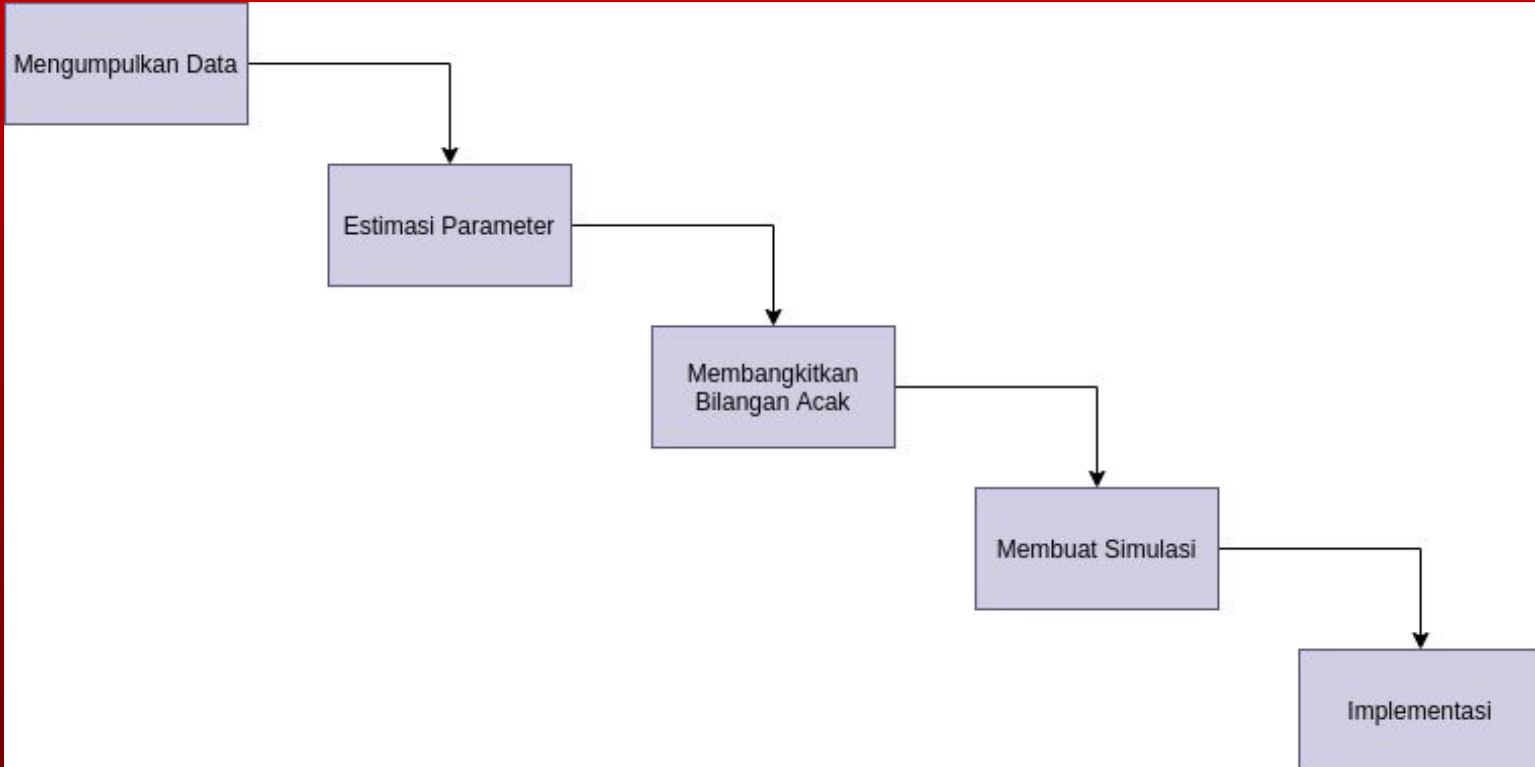 Mengumpulkan Data
Estimasi Parameter
Membangkitkan
Bilangan Acak
Membuat Simulasi
Implementasi